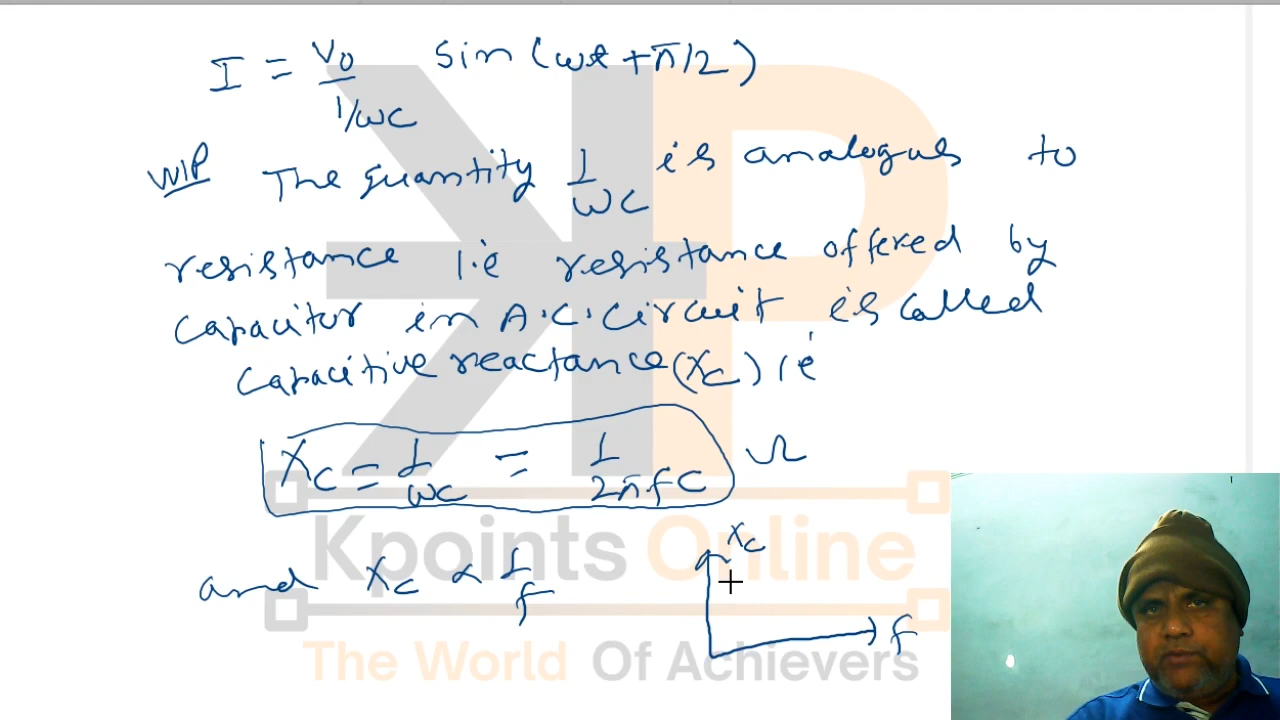 I = V₀/(1/ωC) Sin(ωt + π/2)
WIP The quantity 1/ωC is analogus to
resistance i.e resistance offered by
capacitor in A.C. Circuit is called
Capacitive reactance (Xc) i.e
Xc = 1/ωC = 1/2πfC Ω
and Xc ∝ 1/f
Xc
f
Kpoints Online
The World Of Achievers